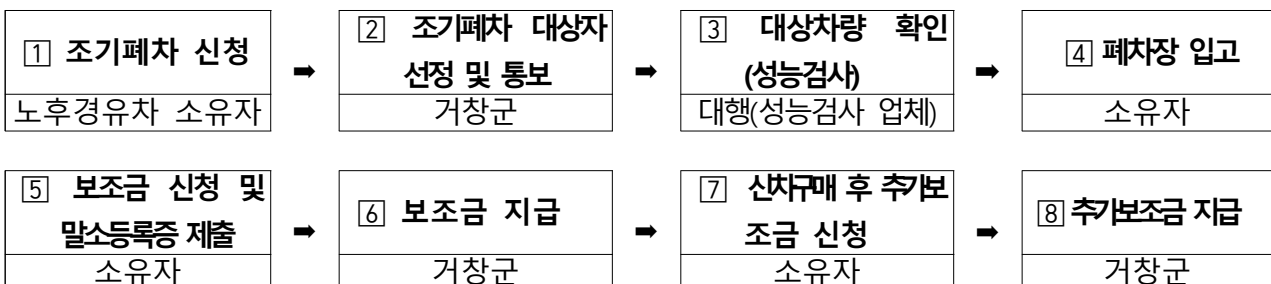 1 조기폐차 신청
노후경유차 소유자
➡
2 조기폐차 대상자
선정 및 통보
거창군
➡
3 대상차량 확인
(성능검사)
대행(성능검사 업체)
➡
4 폐차장 입고
소유자
5 보조금 신청 및
말소등록증 제출
소유자
➡
6 보조금 지급
거창군
➡
7 신차구매 후 추가보
조금 신청
소유자
➡
8 추가보조금 지급
거창군